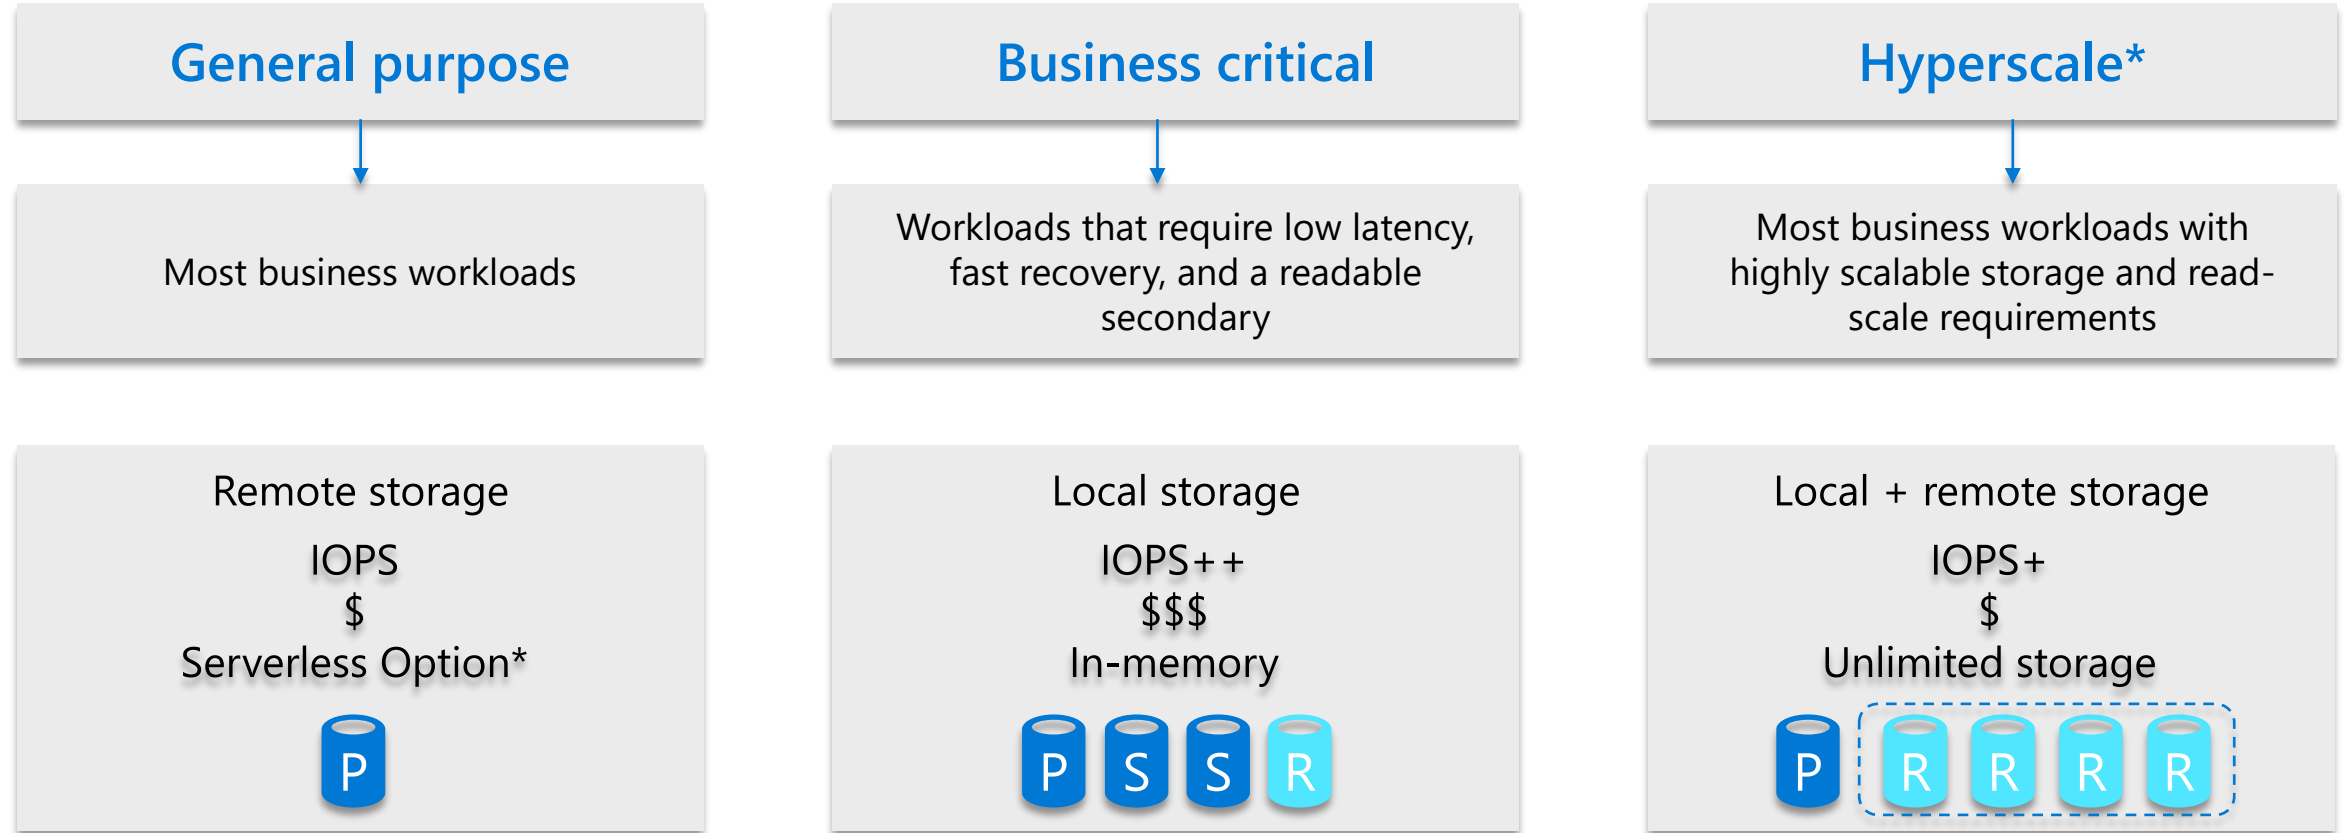 General purpose
Most business workloads
Remote storage
IOPS
$
Serverless Option*
P
Business critical
Workloads that require low latency,
fast recovery, and a readable
secondary
Local storage
IOPS++
$$$
In-memory
P S S R
Hyperscale*
Most business workloads with
highly scalable storage and read-
scale requirements
Local + remote storage
IOPS+
$
Unlimited storage
P R R R R